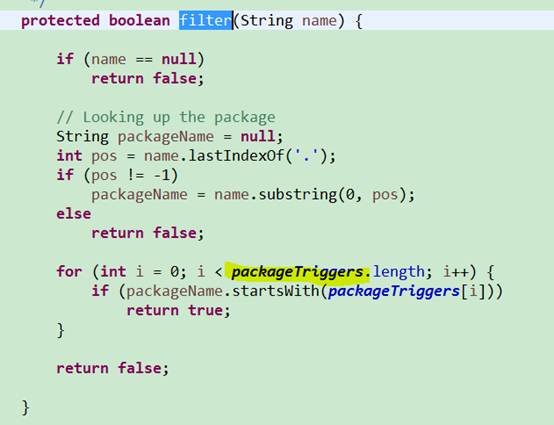 */
protected boolean filter(String name) {
if (name == null)
return false;
// Looking up the package
String packageName = null;
int pos = name.lastIndexOf('.');
if (pos != -1)
packageName = name.substring(0, pos);
else
return false;
for (int i = 0; i < packageTriggers.length; i++) {
if (packageName.startsWith(packageTriggers[i]))
return true;
}
return false;
}